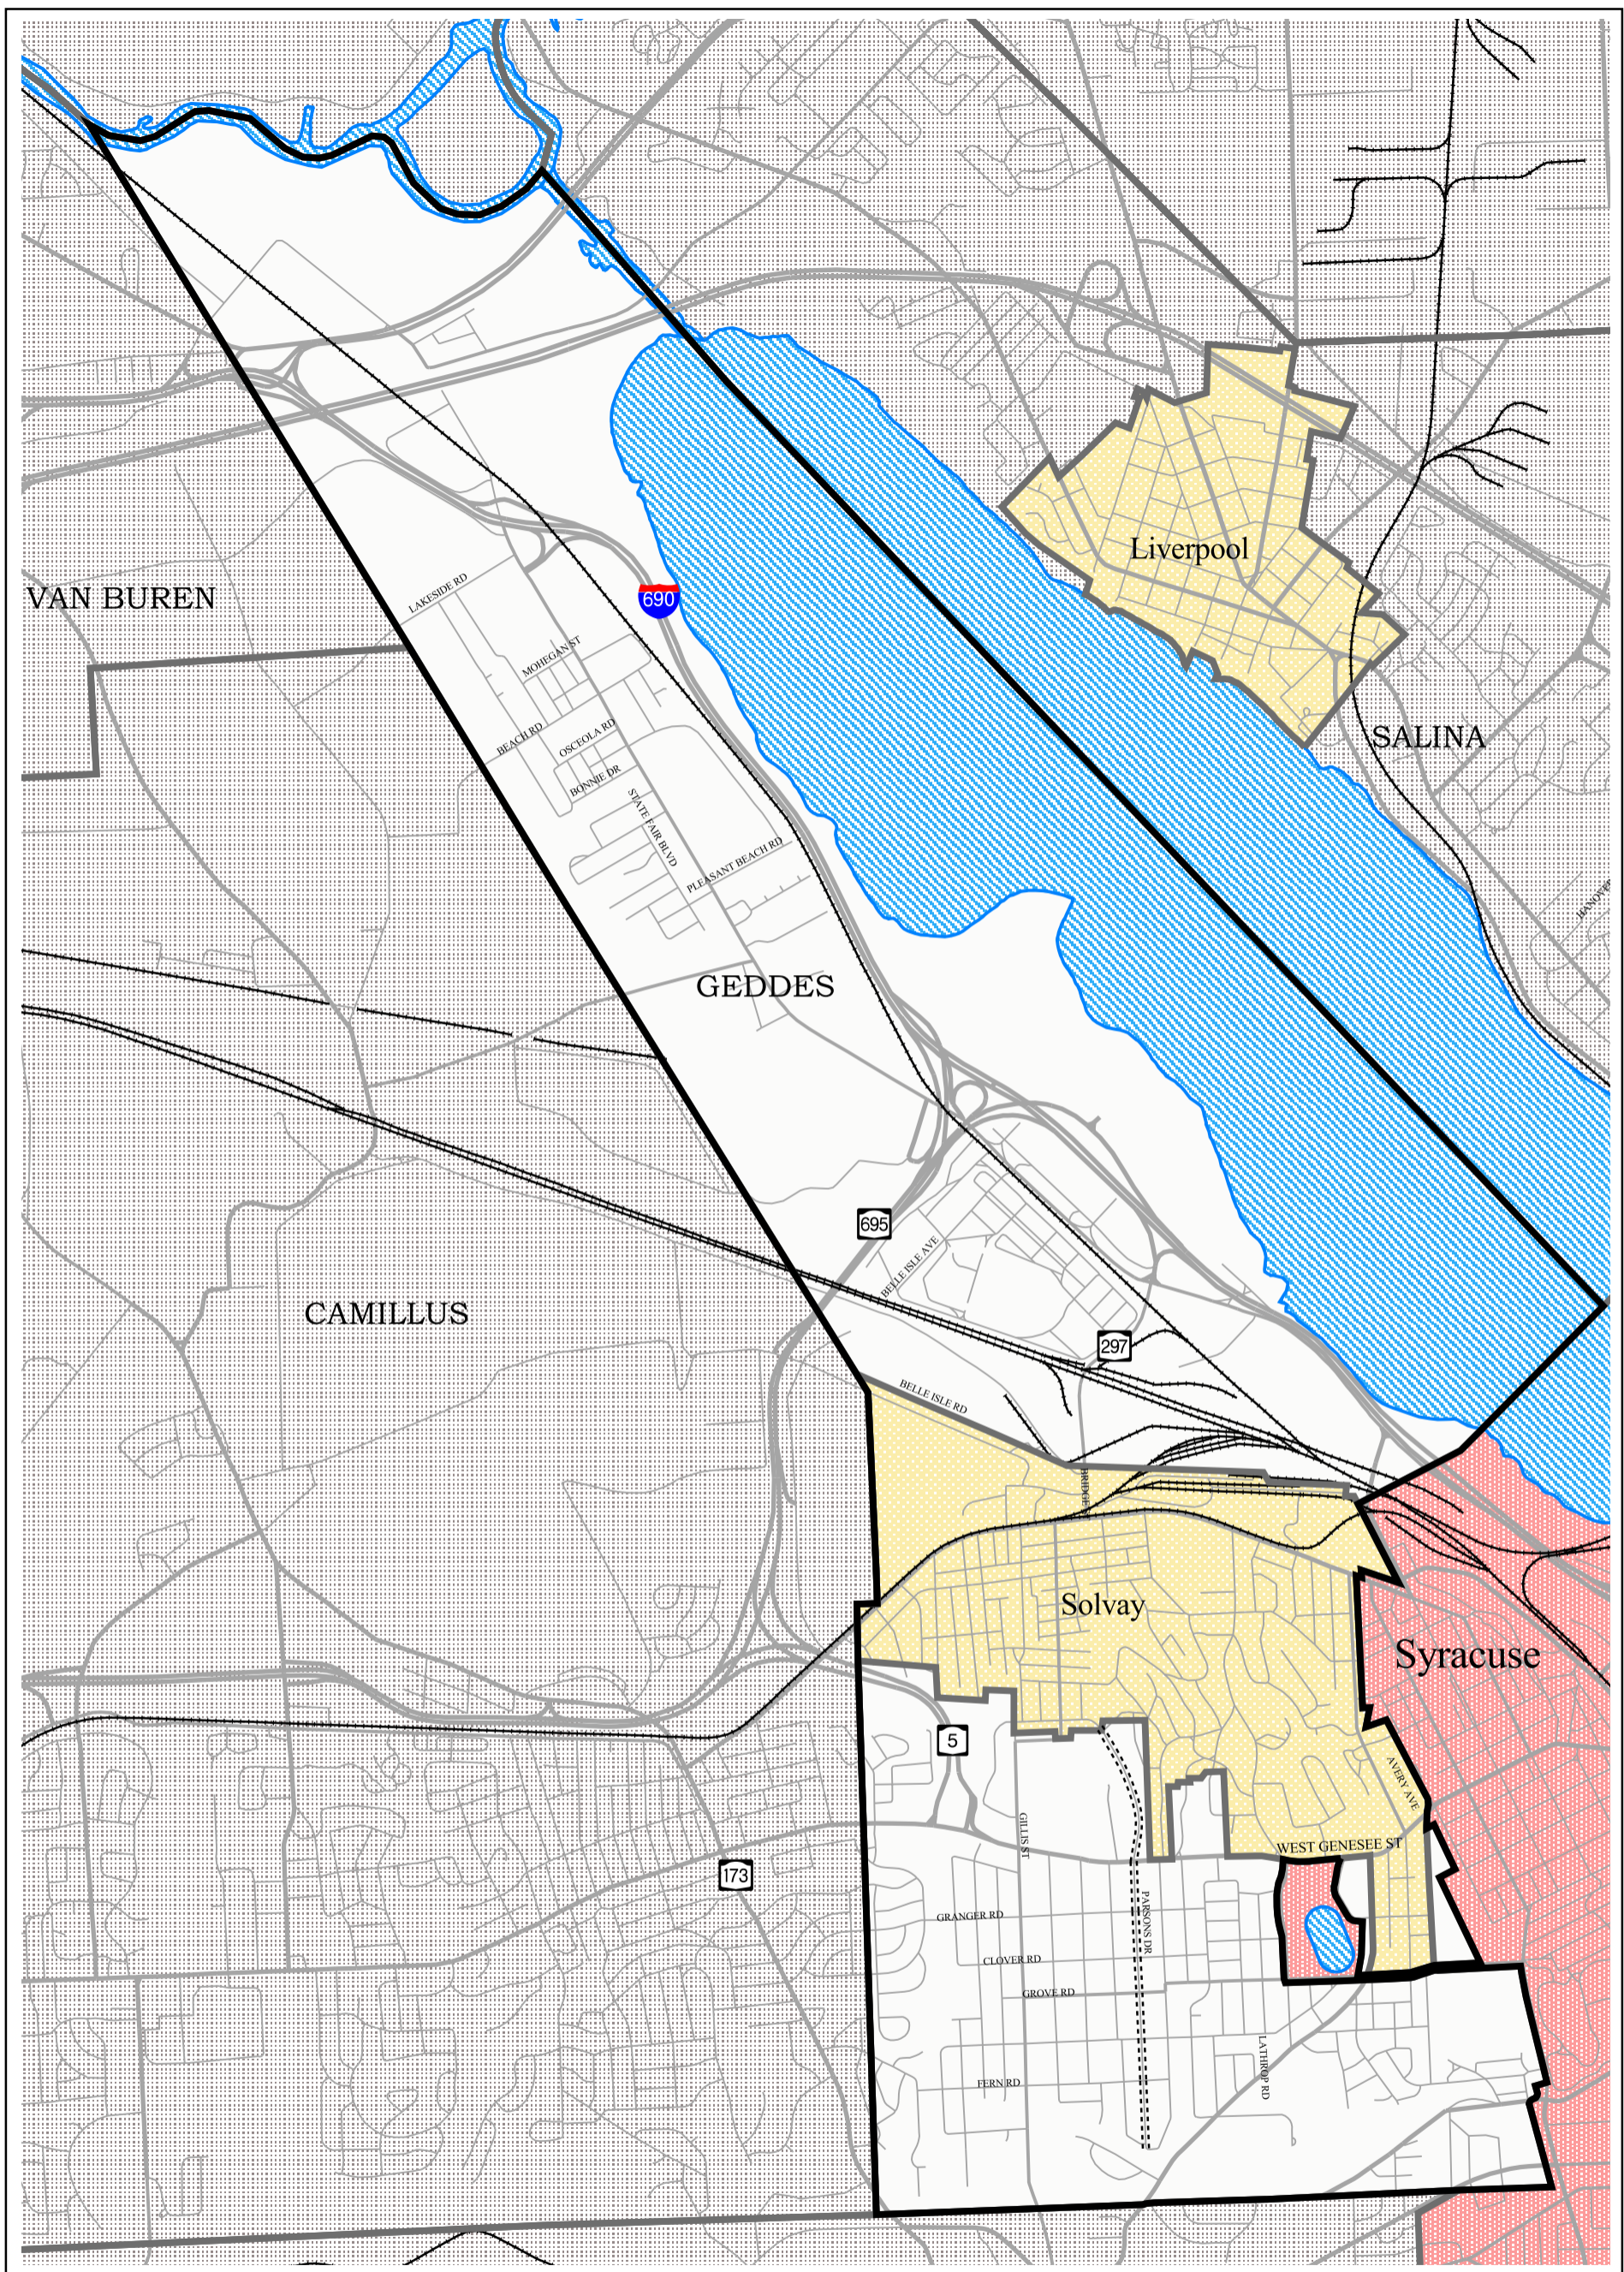 Liverpool
VAN BUREN
LAKESIDE RD
690
MOHEGAN ST
BEACH RD
OSCEOLA RD
BONNIE DR
STATE FAIR BLVD
SALINA
PLEASANT BEACH RD
GEDDES
695
BELLE ISLE AVE
CAMILLUS
297
BELLE ISLE RD
BRIDGE
Solvay
Syracuse
5
AVERY AVE
GILLIS ST
WEST GENESEE ST
173
GRANGER RD
PARSONS DR
CLOVER RD
GROVE RD
LATHROP RD
FERN RD